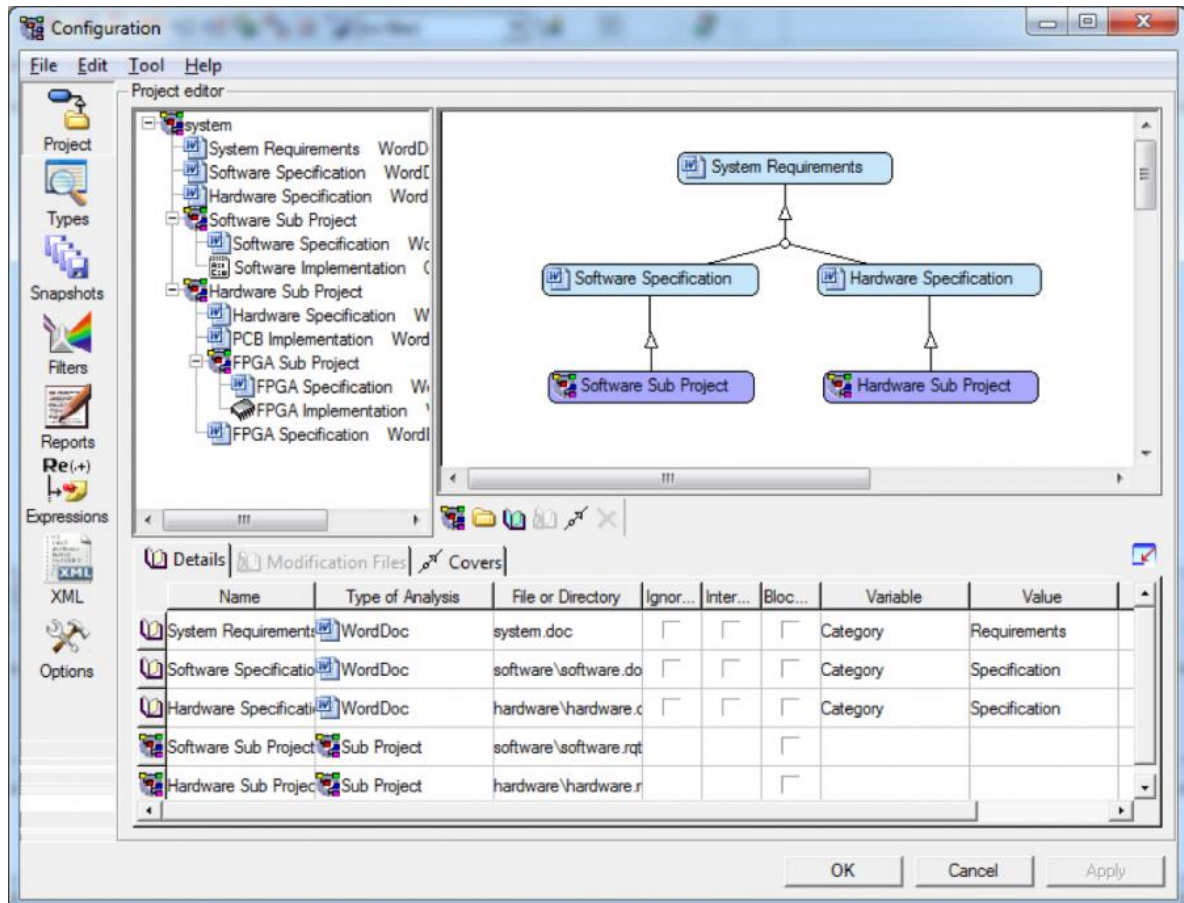 Configuration
File Edit Tool Help
Project editor
Project
Types
Snapshots
Filters
Reports
Re(.+)
Expressions
XML
XML
Options
system
System Requirements WordD
Software Specification WordD
Hardware Specification Word
Software Sub Project
Software Specification Wo
Software Implementation
Hardware Sub Project
Hardware Specification W
PCB Implementation Word
FPGA Sub Project
FPGA Specification W
FPGA Implementation
FPGA Specification Word
System Requirements
Software Specification
Hardware Specification
Software Sub Project
Hardware Sub Project
Details Modification Files Covers
Name Type of Analysis File or Directory Ignor... Inter... Bloc... Variable Value
System Requirements WordDoc system.doc Category Requirements
Software Specificatio WordDoc software\software.do Category Specification
Hardware Specificati WordDoc hardware\hardware.d Category Specification
Software Sub Project Sub Project software\software.rqt
Hardware Sub Projec Sub Project hardware\hardware.r
OK Cancel Apply